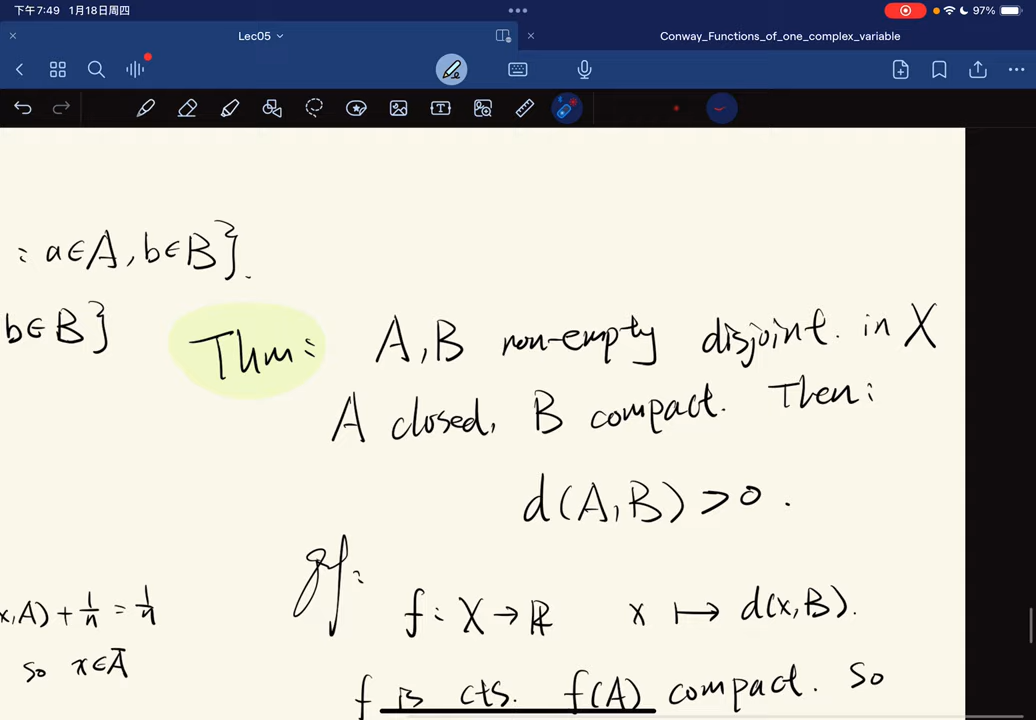 下午7:49 1月18日周四
97%
Lec05
Conway_Functions_of_one_complex_variable
: a∈A, b∈B}.
b∈B}
Thm: A, B non-empty disjoint. in X
A closed, B compact. Then:
d(A,B) > 0.
pf:
f: X → ℝ x ↦ d(x,B).
x,A) + 1/n = 1/n
so x∈Ā
f is cts. f(A) compact. So